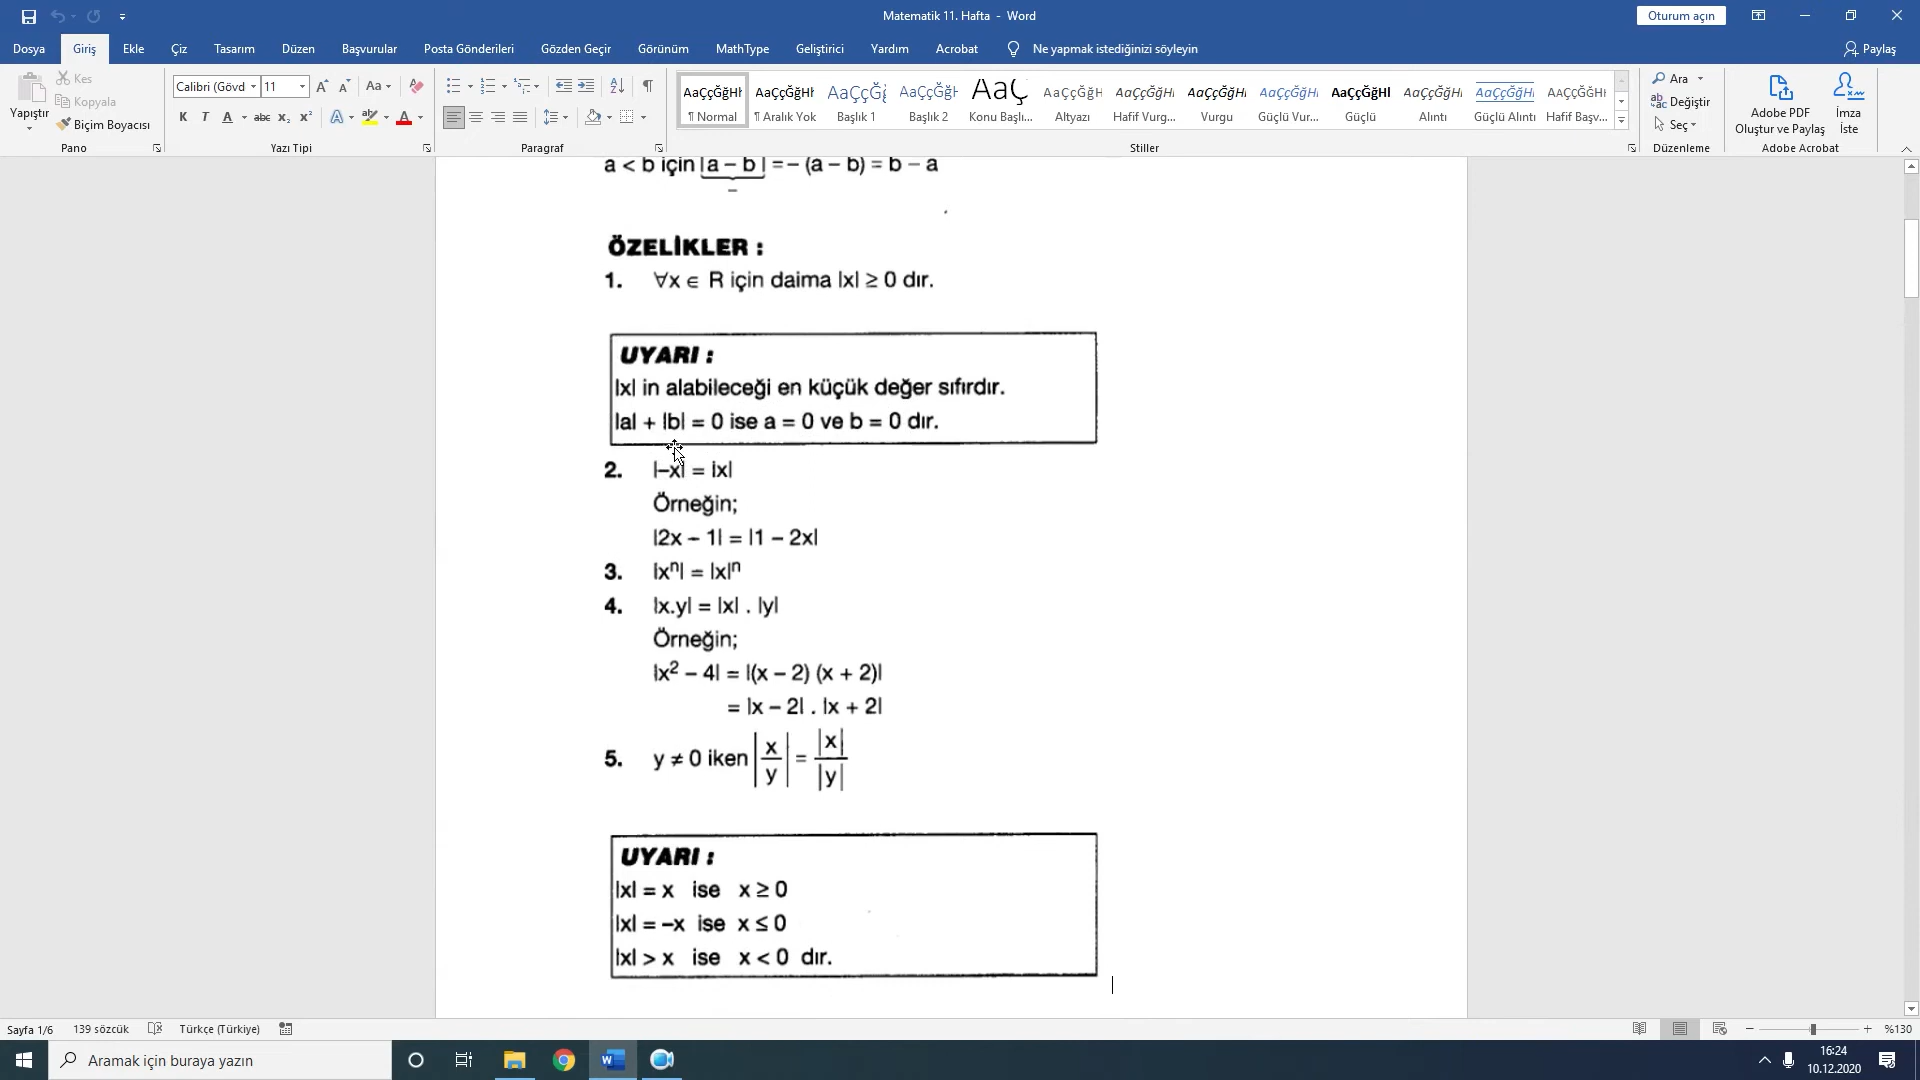 Matematik 11. Hafta - Word
Oturum açın
Dosya Giriş Ekle Çiz Tasarım Düzen Başvurular Posta Gönderileri Gözden Geçir Görünüm MathType Geliştirici Yardım Acrobat Ne yapmak istediğinizi söyleyin Paylaş
Yapıştır
Kes
Kopyala
Biçim Boyacısı
Calibri (Gövd 11
K T A abc x₂ x²
AaÇçĞğHı AaÇçĞğHı AaÇçĞğ AaÇçĞğH AaÇ AaÇçĞğH AaÇçĞğHı AaÇçĞğHı AaÇçĞğHı AaÇçĞğHl AaÇçĞğHı AaÇçĞğHı AaÇçĞğHı
¶ Normal ¶ Aralık Yok Başlık 1 Başlık 2 Konu Başlı... Altyazı Hafif Vurg... Vurgu Güçlü Vur... Güçlü Alıntı Güçlü Alıntı Hafif Başv...
Ara
Değiştir
Seç
Adobe PDF
Oluştur ve Paylaş
İmza
İste
Pano Yazı Tipi Paragraf Stiller Düzenleme Adobe Acrobat
a < b için |a – b| = – (a – b) = b – a
–
ÖZELİKLER :
1. ∀x ∈ R için daima |x| ≥ 0 dır.
UYARI :
|x| in alabileceği en küçük değer sıfırdır.
|a| + |b| = 0 ise a = 0 ve b = 0 dır.
2. |–x| = |x|
Örneğin;
|2x – 1| = |1 – 2x|
3. |xⁿ| = |x|ⁿ
4. |x.y| = |x| . |y|
Örneğin;
|x² – 4| = |(x – 2) (x + 2)|
= |x – 2| . |x + 2|
5. y ≠ 0 iken |x/y| = |x|/|y|
UYARI :
|x| = x ise x ≥ 0
|x| = –x ise x ≤ 0
|x| > x ise x < 0 dır.
Sayfa 1/6 139 sözcük Türkçe (Türkiye) %130
Aramak için buraya yazın
16:24
10.12.2020